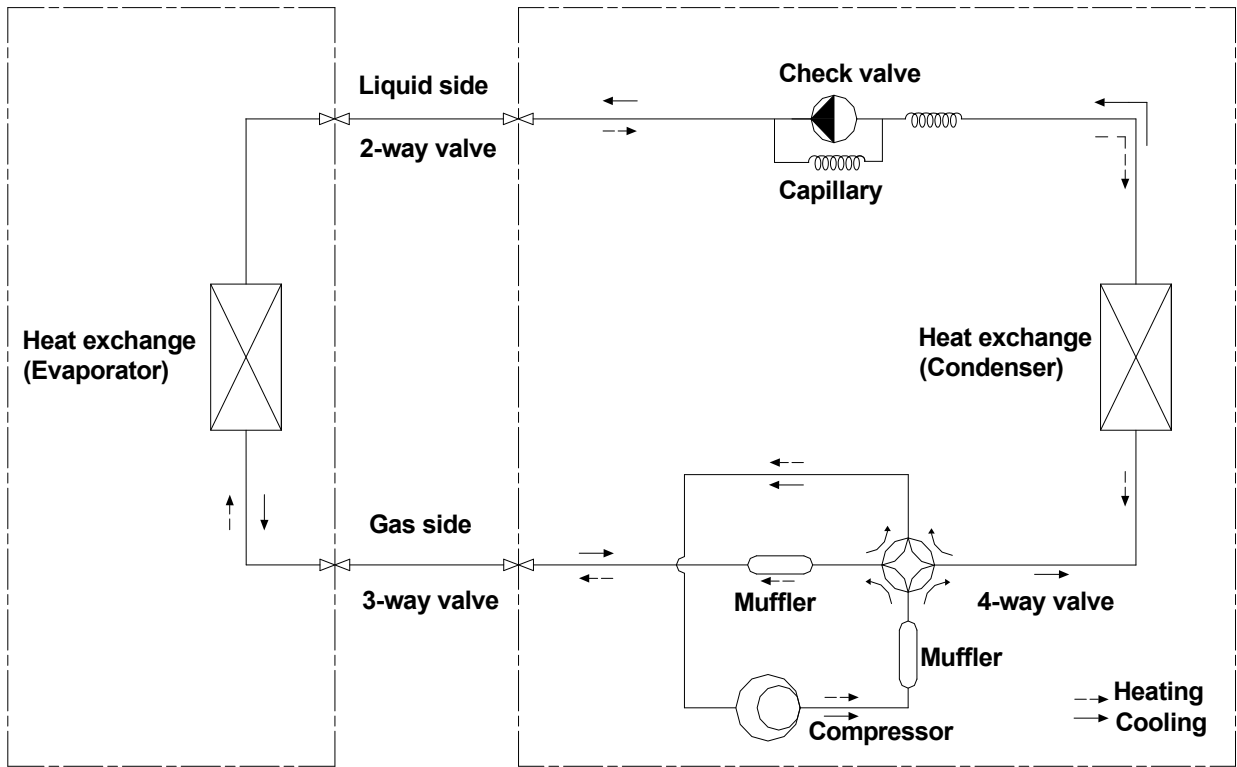 Check valve
Liquid side
2-way valve
Capillary
Heat exchange
(Evaporator)
Heat exchange
(Condenser)
Gas side
3-way valve
Muffler
4-way valve
Muffler
Compressor
Heating
Cooling